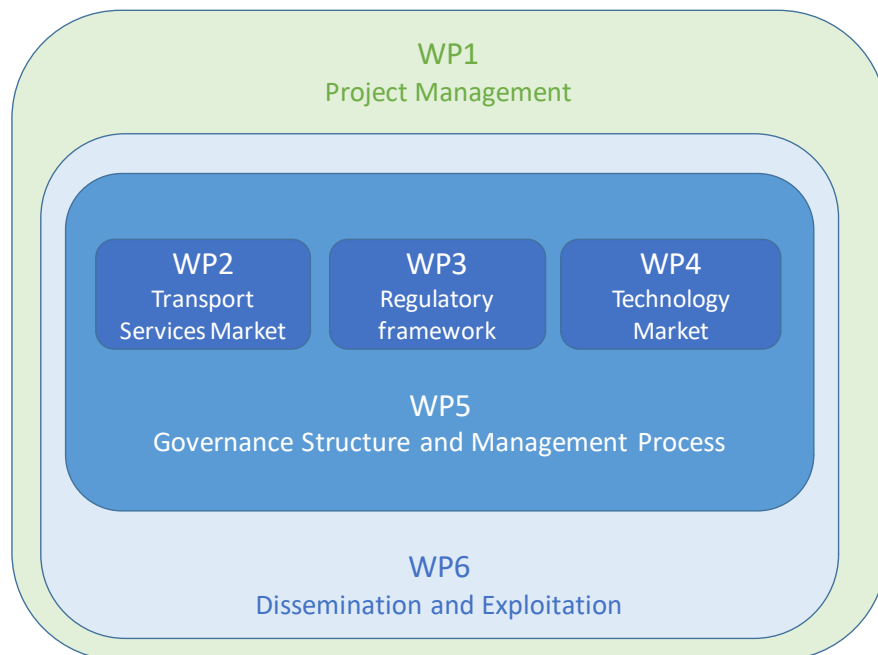 WP1
Project Management
WP2
Transport
Services Market
WP3
Regulatory
framework
WP4
Technology
Market
WP5
Governance Structure and Management Process
WP6
Dissemination and Exploitation